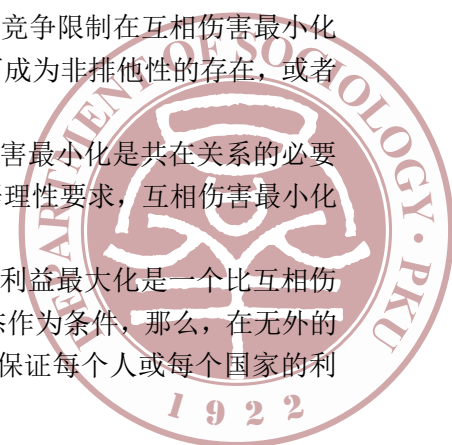 竞争限制在互相伤害最小化
成为非排他性的存在，或者
害最小化是共在关系的必要
理性要求，互相伤害最小化
利益最大化是一个比互相伤
作为条件，那么，在无外的
保证每个人或每个国家的利
DEPARTMENT OF SOCIOLOGY · PKU
1922